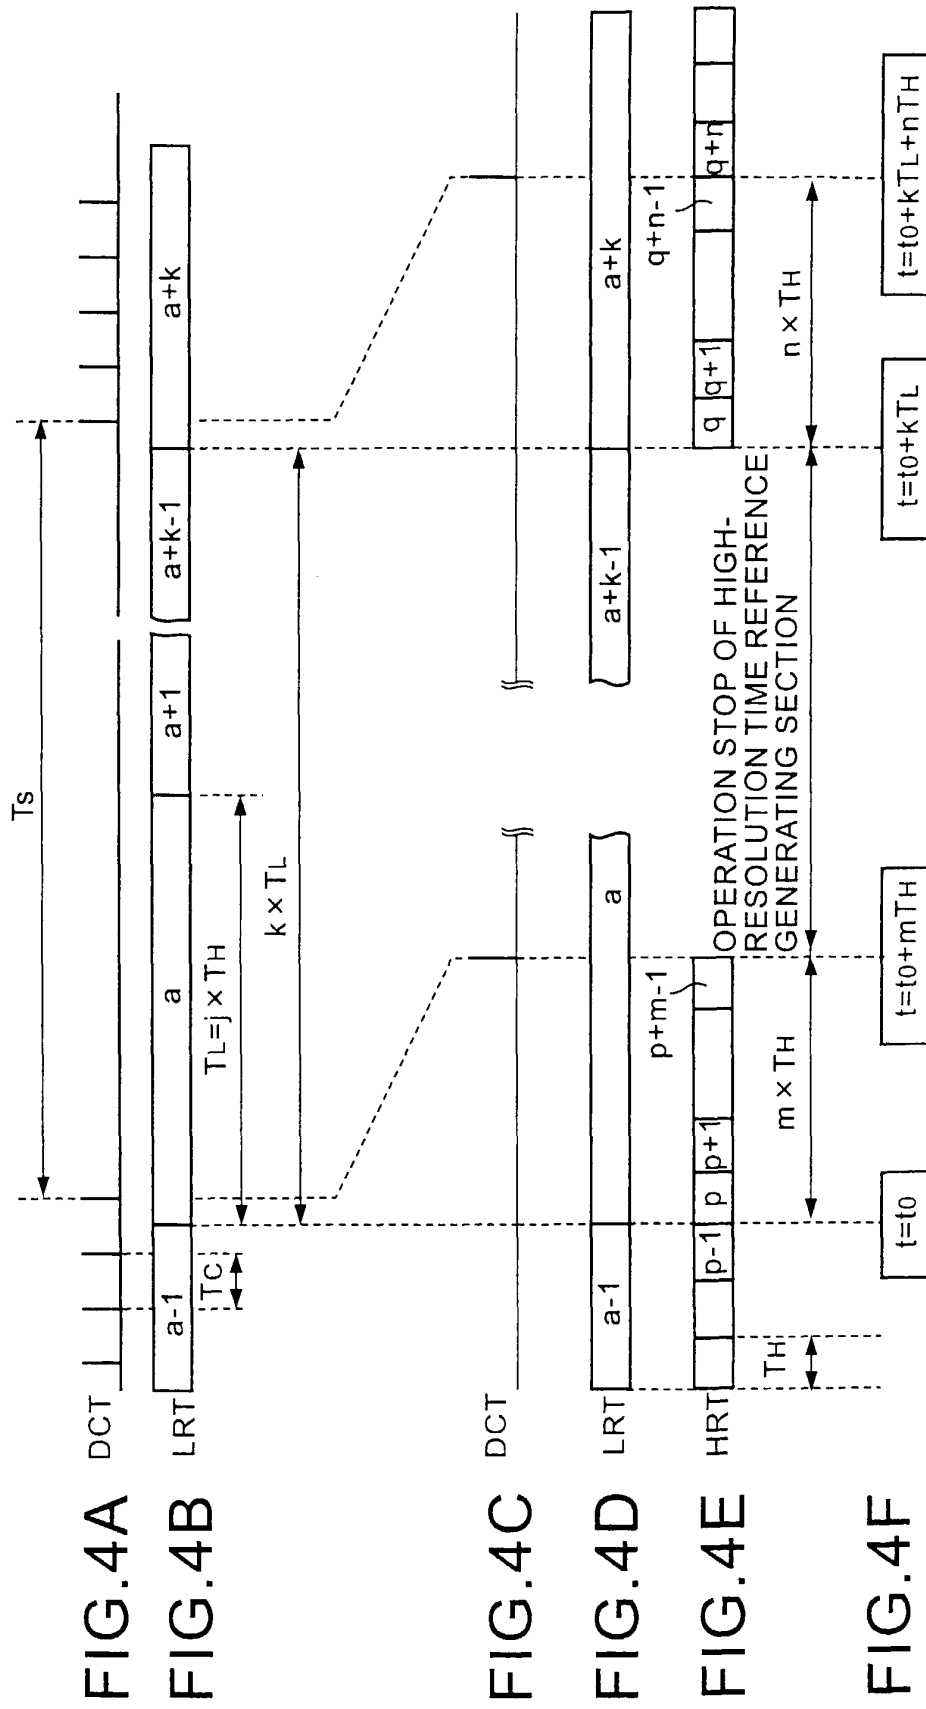 FIG.4A
DCT
Ts
FIG.4B
LRT
a-1
a
a+1
a+k-1
a+k
TC
TL=j×TH
k×TL
FIG.4C
DCT
FIG.4D
LRT
a-1
a
a+k-1
a+k
FIG.4E
HRT
p-1
p
p+1
p+m-1
OPERATION STOP OF HIGH-
RESOLUTION TIME REFERENCE
GENERATING SECTION
q
q+1
q+n-1
q+n
TH
m×TH
n×TH
FIG.4F
t=t0
t=t0+mTH
t=t0+kTL
t=t0+kTL+nTH